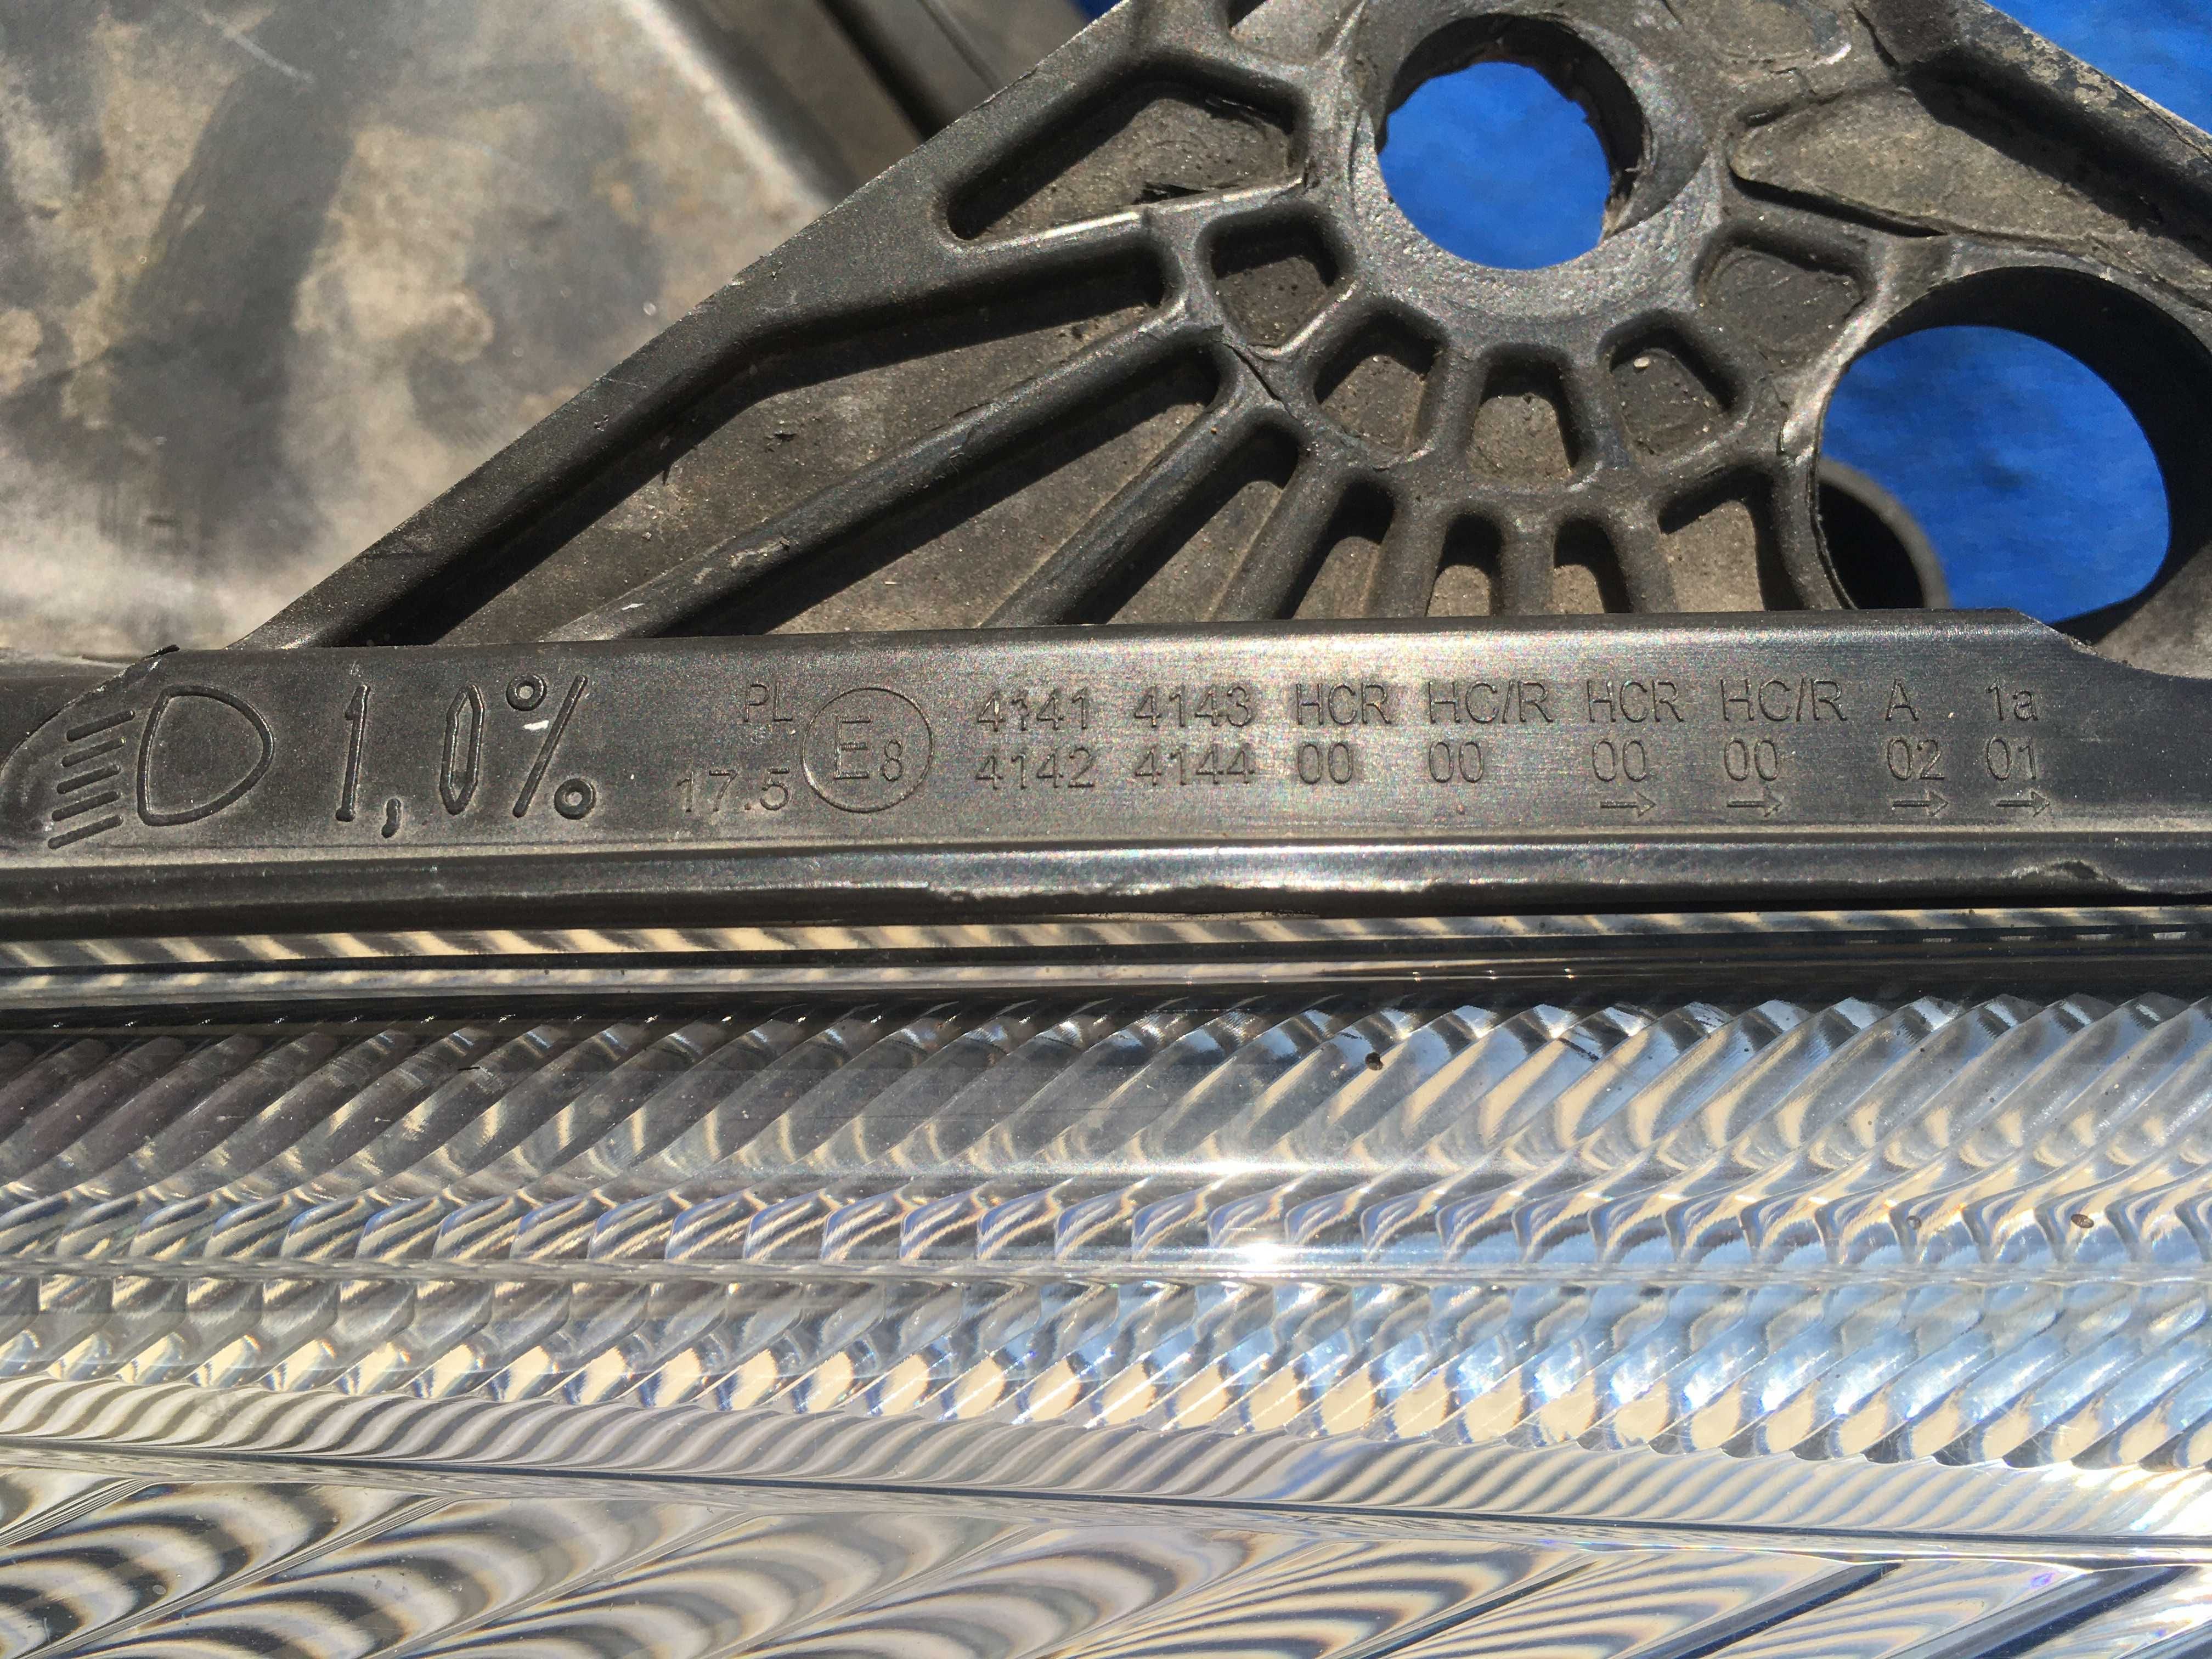 1,0% PL E8 4141 4143 HCR HC/R HCR HC/R A 1a
17.5 4142 4144 00 00 00 00 02 01
→ → → →